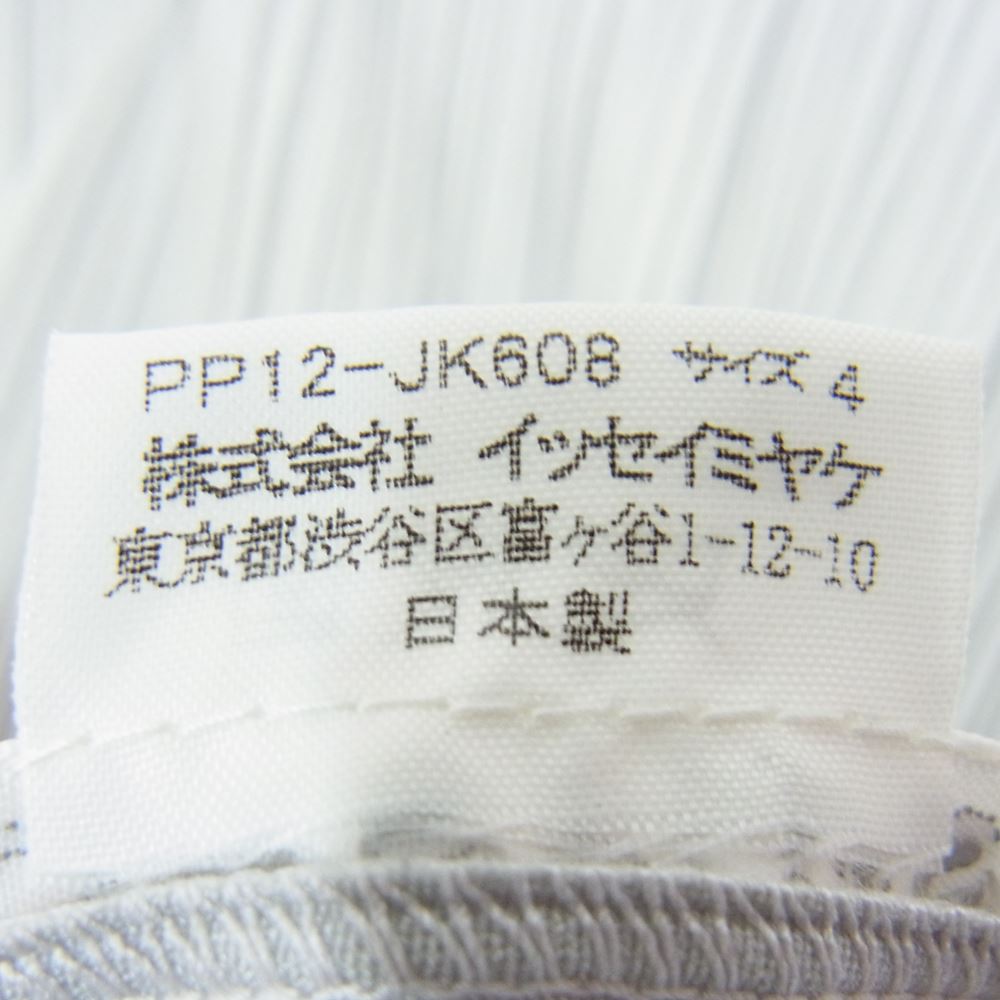 PP12-JK608 サイズ 4
株式会社 イッセイミヤケ
東京都渋谷区富ヶ谷1-12-10
日本製